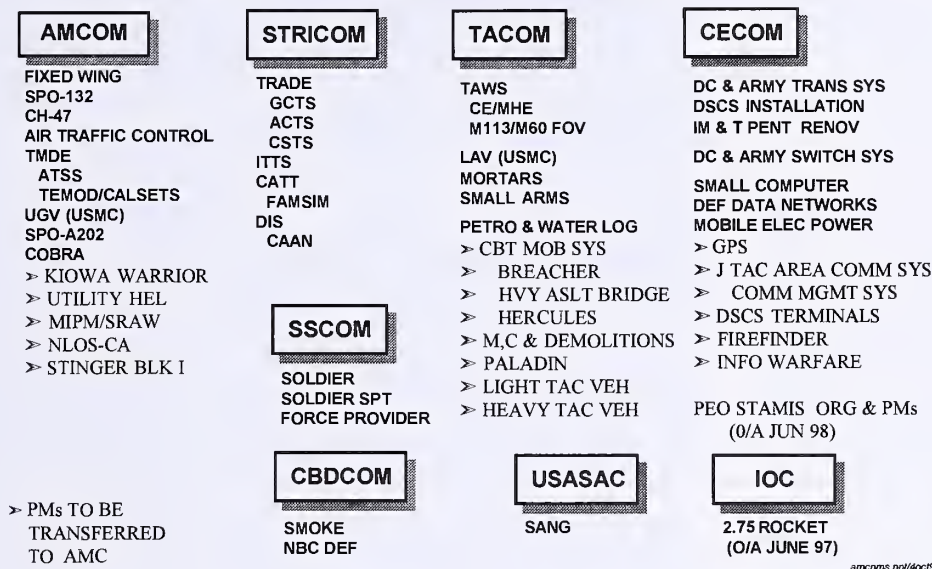 AMCOM
FIXED WING
SPO-132
CH-47
AIR TRAFFIC CONTROL
TMDE
ATSS
TEMOD/CALSETS
UGV (USMC)
SPO-A202
COBRA
➢ KIOWA WARRIOR
➢ UTILITY HEL
➢ MIPM/SRAW
➢ NLOS-CA
➢ STINGER BLK I
STRICOM
TRADE
GCTS
ACTS
CSTS
ITTS
CATT
FAMSIM
DIS
CAAN
TACOM
TAWS
CE/MHE
M113/M60 FOV
LAV (USMC)
MORTARS
SMALL ARMS
PETRO & WATER LOG
➢ CBT MOB SYS
➢ BREACHER
➢ HVY ASLT BRIDGE
➢ HERCULES
➢ M,C & DEMOLITIONS
➢ PALADIN
➢ LIGHT TAC VEH
➢ HEAVY TAC VEH
CECOM
DC & ARMY TRANS SYS
DSCS INSTALLATION
IM & T PENT RENOV
DC & ARMY SWITCH SYS
SMALL COMPUTER
DEF DATA NETWORKS
MOBILE ELEC POWER
➢ GPS
➢ J TAC AREA COMM SYS
➢ COMM MGMT SYS
➢ DSCS TERMINALS
➢ FIREFINDER
➢ INFO WARFARE
PEO STAMIS ORG & PMs
(0/A JUN 98)
SSCOM
SOLDIER
SOLDIER SPT
FORCE PROVIDER
CBDCOM
SMOKE
NBC DEF
USASAC
SANG
IOC
2.75 ROCKET
(O/A JUNE 97)
➢ PMs TO BE
TRANSFERRED
TO AMC